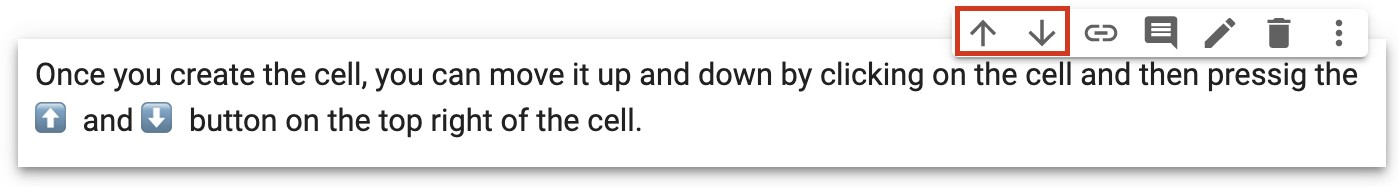 Once you create the cell, you can move it up and down by clicking on the cell and then pressig the
⬆️ and ⬇️ button on the top right of the cell.